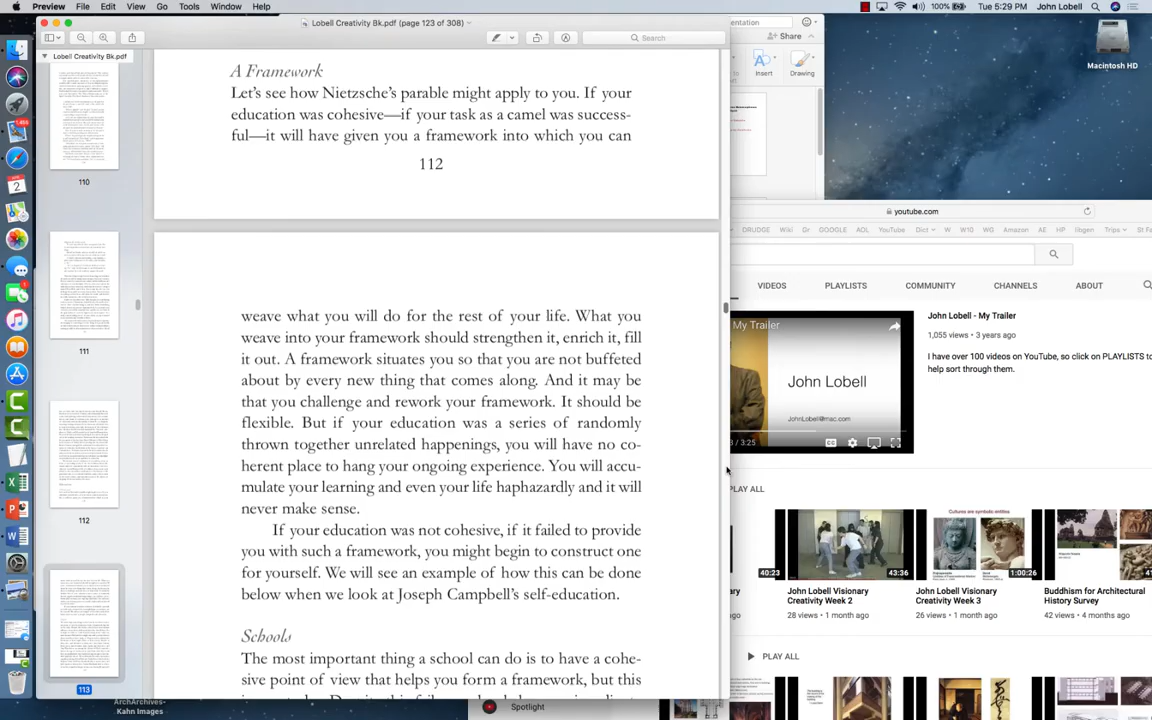 Preview File Edit View Go Tools Window Help
100% Tue 5:29 PM John Lobell
Lobell Creativity Bk.pdf (page 123 of 308)
Search
Lobell Creativity Bk.pdf
110
111
112
113
A Framework
how Nietzsche's parable might apply to you. If your
education was cohesive—if your task as a camel was success-
ful—it will have given you a framework into which you can
112
weave what you will do for the rest of your life. What you
weave into your framework should strengthen it, enrich it, fill
it out. A framework situates you so that you are not buffeted
about by every new thing that comes along. And it may be
that you challenge and rework your framework. It should be
But if your education was a series of randomly
together unrelated happenings, you will have no co-
place to hang your ongoing experience. You will accu-
mulate your learning and even your life haphazardly and it will
never make sense.
If your education was not cohesive, if it failed to provide
you with such a framework, you might begin to construct one
for yourself. We will see an example of how this can be done
below when we look at Joseph Campbell's self-education.
Schools
The most important thing a school can do is to have a cohe-
sive point of view that helps you form a framework, but this
entation
Share
Insert
Drawing
Macintosh HD
youtube.com
DRUDGE Wiki Dr GOOGLE AOL YouTube Dict W W10 WG Amazon AE HP libgen Trips St F
VIDEOS PLAYLISTS COMMUNITY CHANNELS ABOUT
My Trailer
John Lobell
JohnLobell@msc.com
/ 3:25
John Lobell - My Trailer
1,055 views • 3 years ago
I have over 100 videos on YouTube, so click on PLAYLISTS to
help sort through them.
PLAY ALL
Cultures are symbolic entities
40:23
43:36
1:00:26
John Lobell Visionary
Creativity Week 2
28 views • 1 month ago
John Lobell Visionary
Creativity Week 3
26 views • 1 month ago
Buddhism for Architectural
History Survey
42 views • 4 months ago
PLAY ALL
ArchArchives-
Kahn Images
Spotlight